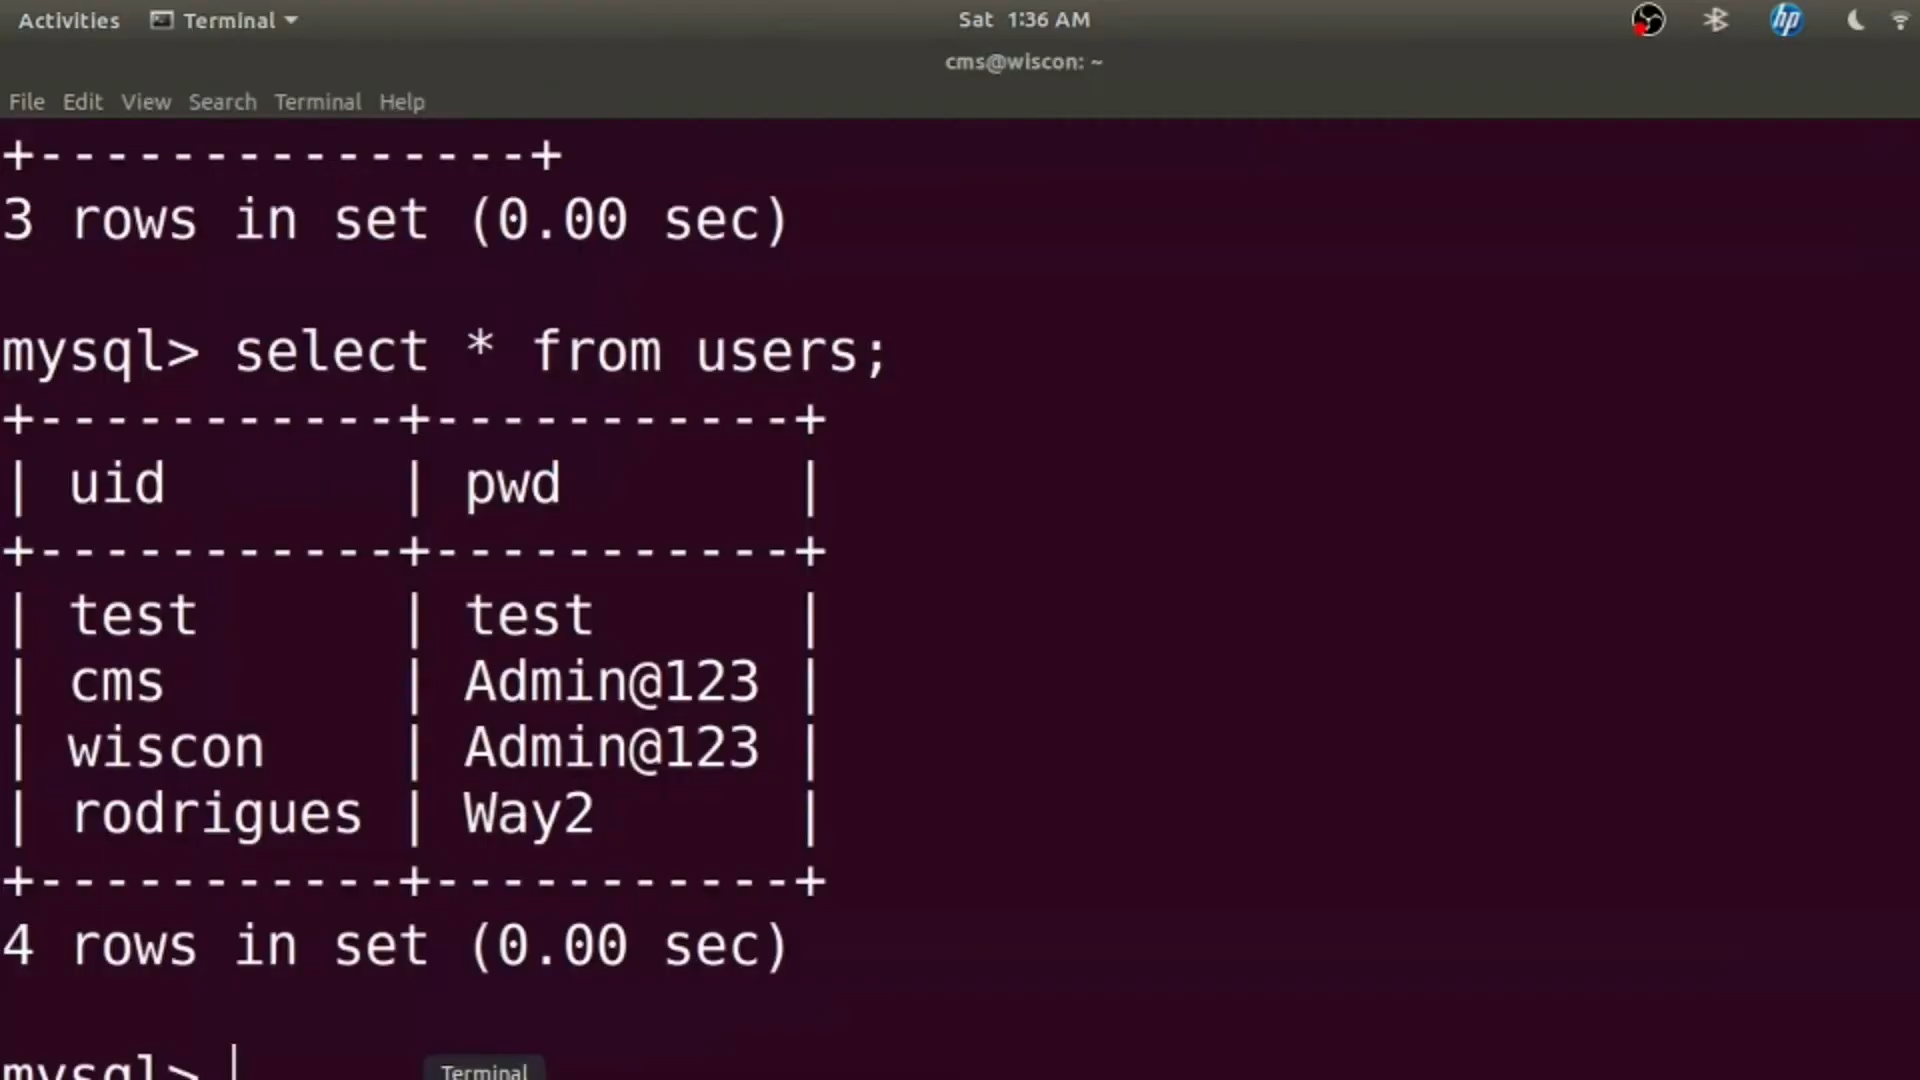 Activities Terminal Sat 1:36 AM hp
cms@wiscon: ~
File Edit View Search Terminal Help
+---------------+
3 rows in set (0.00 sec)
mysql> select * from users;
+-----------+-----------+
| uid | pwd |
+-----------+-----------+
| test | test |
| cms | Admin@123 |
| wiscon | Admin@123 |
| rodrigues | Way2 |
+-----------+-----------+
4 rows in set (0.00 sec)
mysql>
Terminal